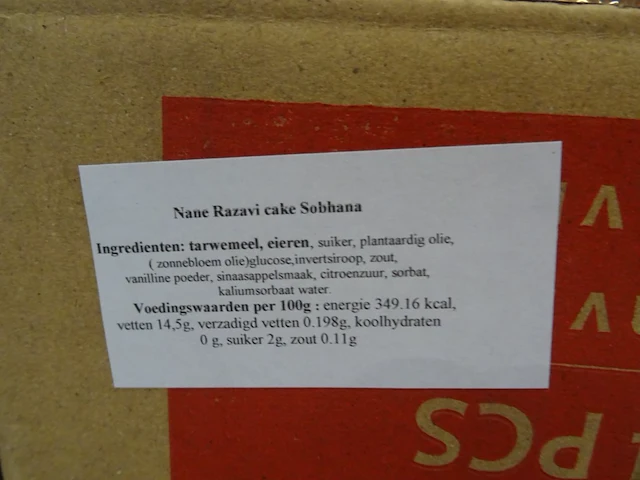 Nane Razavi cake Sobhana
Ingredienten: tarwemeel, eieren, suiker, plantaardig olie,
( zonnebloem olie)glucose,invertsiroop, zout,
vanilline poeder, sinaasappelsmaak, citroenzuur, sorbat,
kaliumsorbaat water.
Voedingswaarden per 100g : energie 349.16 kcal,
vetten 14,5g, verzadigd vetten 0.198g, koolhydraten
0 g, suiker 2g, zout 0.11g
PCS